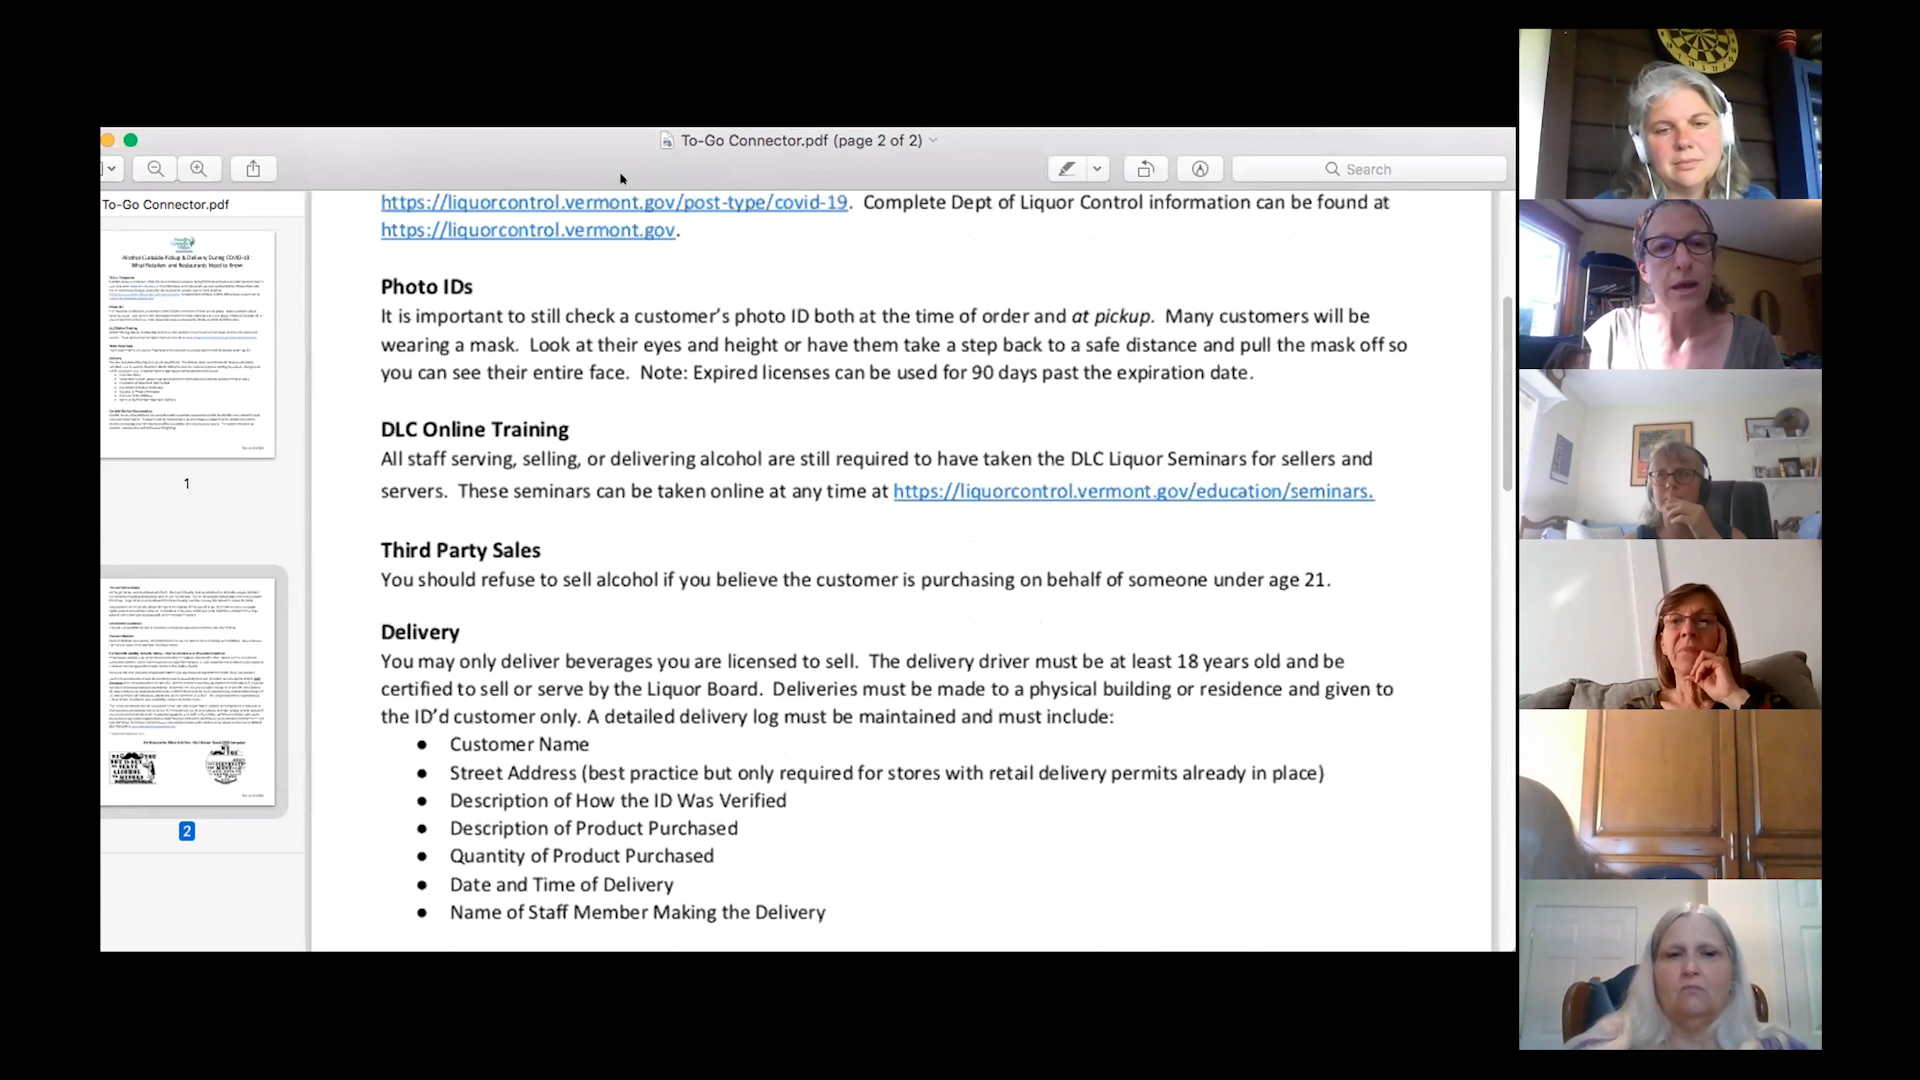 To-Go Connector.pdf (page 2 of 2)
Search
To-Go Connector.pdf
Alcohol Curbside Pickup & Delivery During COVID-19:
What Retailers and Restaurants Need to Know
1
2
https://liquorcontrol.vermont.gov/post-type/covid-19.  Complete Dept of Liquor Control information can be found at
https://liquorcontrol.vermont.gov.
Photo IDs
It is important to still check a customer’s photo ID both at the time of order and at pickup.  Many customers will be
wearing a mask.  Look at their eyes and height or have them take a step back to a safe distance and pull the mask off so
you can see their entire face.  Note: Expired licenses can be used for 90 days past the expiration date.
DLC Online Training
All staff serving, selling, or delivering alcohol are still required to have taken the DLC Liquor Seminars for sellers and
servers.  These seminars can be taken online at any time at https://liquorcontrol.vermont.gov/education/seminars.
Third Party Sales
You should refuse to sell alcohol if you believe the customer is purchasing on behalf of someone under age 21.
Delivery
You may only deliver beverages you are licensed to sell.  The delivery driver must be at least 18 years old and be
certified to sell or serve by the Liquor Board.  Deliveries must be made to a physical building or residence and given to
the ID’d customer only. A detailed delivery log must be maintained and must include:
● Customer Name
● Street Address (best practice but only required for stores with retail delivery permits already in place)
● Description of How the ID Was Verified
● Description of Product Purchased
● Quantity of Product Purchased
● Date and Time of Delivery
● Name of Staff Member Making the Delivery